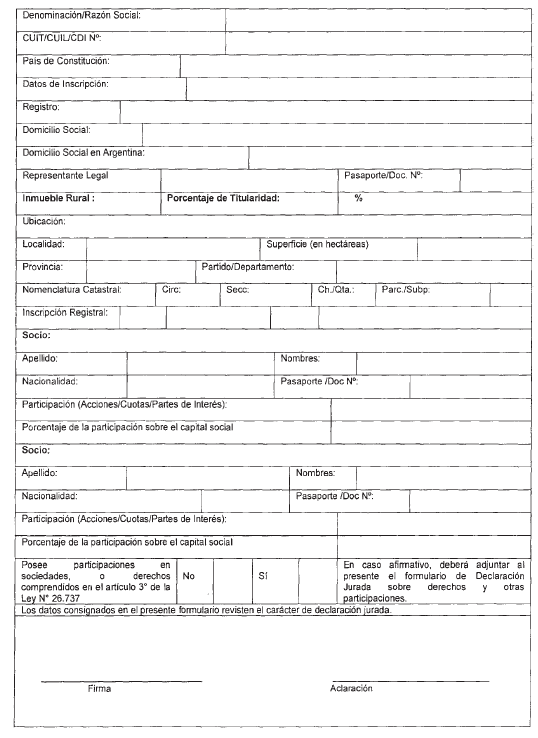 Denominación/Razón Social:
CUIT/CUIL/CDI Nº:
País de Constitución:
Datos de Inscripción:
Registro:
Domicilio Social:
Domicilio Social en Argentina:
Representante Legal Pasaporte/Doc. Nº:
Inmueble Rural : Porcentaje de Titularidad: %
Ubicación:
Localidad: Superficie (en hectáreas)
Provincia: Partido/Departamento:
Nomenclatura Catastral: Circ: Secc: Ch./Qta.: Parc./Subp:
Inscripción Registral:
Socio:
Apellido: Nombres:
Nacionalidad: Pasaporte /Doc Nº:
Participación (Acciones/Cuotas/Partes de Interés):
Porcentaje de la participación sobre el capital social
Socio:
Apellido: Nombres:
Nacionalidad: Pasaporte /Doc Nº:
Participación (Acciones/Cuotas/Partes de Interés):
Porcentaje de la participación sobre el capital social
Posee participaciones en
sociedades, o derechos
comprendidos en el artículo 3° de la
Ley N° 26.737
No Sí
En caso afirmativo, deberá adjuntar al
presente el formulario de Declaración
Jurada sobre derechos y otras
participaciones.
Los datos consignados en el presente formulario revisten el carácter de declaración jurada.
Firma Aclaración